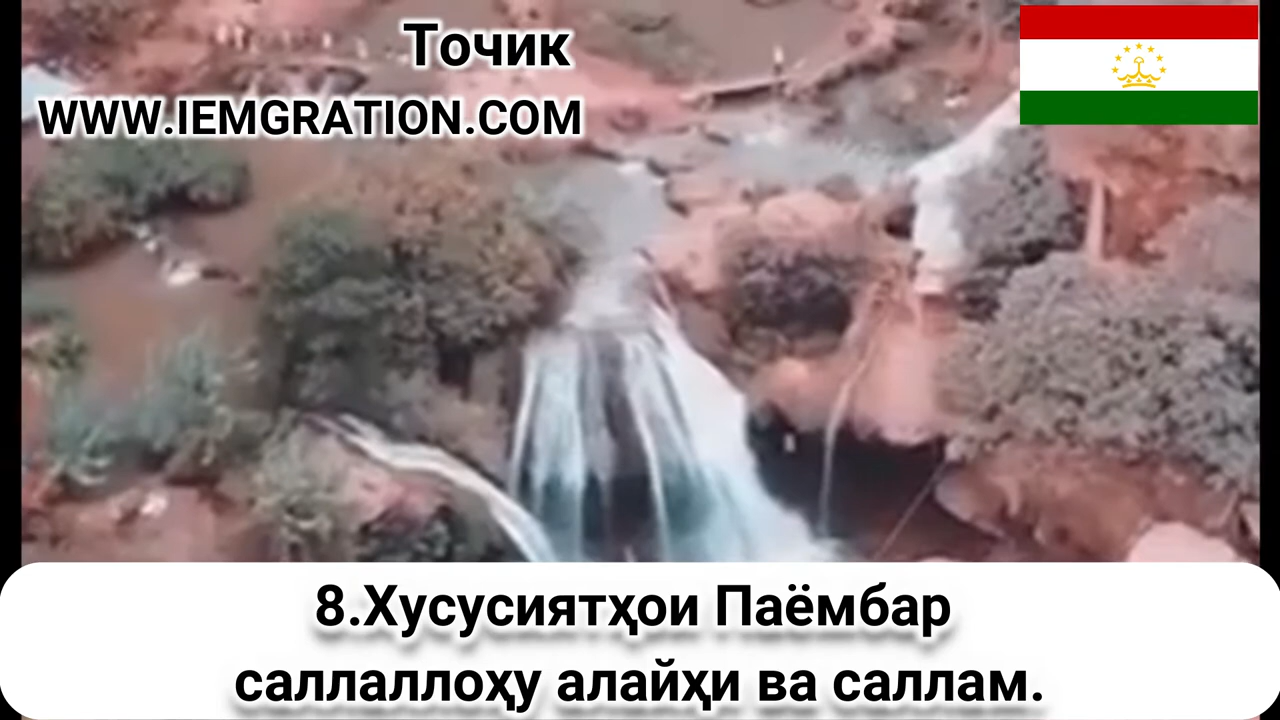 Точик
WWW.IEMGRATION.COM
8.Хусусиятҳои Паёмбар
саллаллоҳу алайҳи ва саллам.